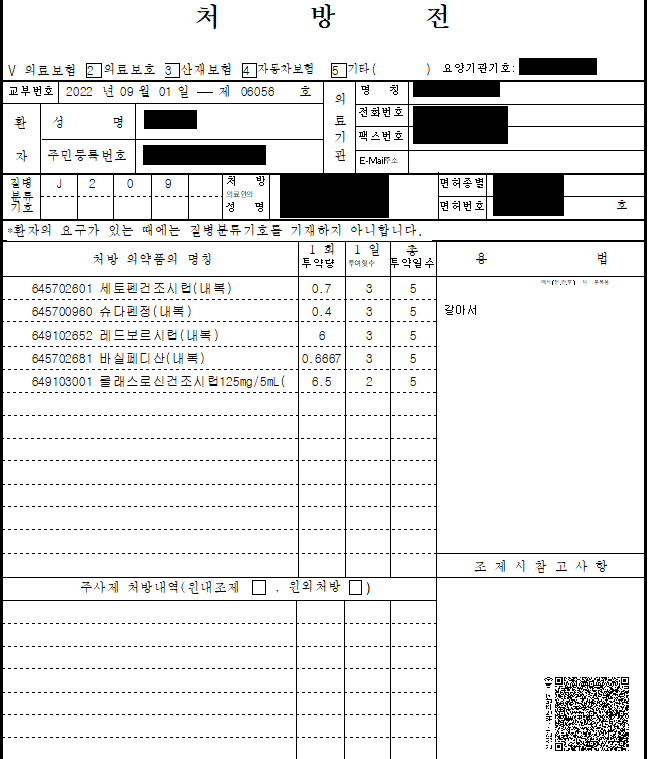 처 방 전
V 의료보험 2 의료보호 3 산재보험 4 자동차보험 5 기타( ) 요양기관기호:
교부번호 2022 년 09 월 01 일 — 제 06056 호
환 자
성 명
주민등록번호
의료기관
명 칭
전화번호
팩스번호
E-Mail주소
질병분류기호 J 2 0 9
처 방
의료인의
성 명
면허종별
면허번호 호
*환자의 요구가 있는 때에는 질병분류기호를 기재하지 아니합니다.
처방 의약품의 명칭 1 회 투약량 1 일 투여횟수 총 투약일수 용 법
645702601 세토펜건조시럽(내복) 0.7 3 5
645700960 슈다펜정(내복) 0.4 3 5 갈아서
649102652 레드보르시럽(내복) 6 3 5
645702681 바실페디산(내복) 0.6667 3 5
649103001 클래스로신건조시럽125mg/5mL( 6.5 2 5
조 제 시 참 고 사 항
주사제 처방내역(원내조제 , 원외처방 )